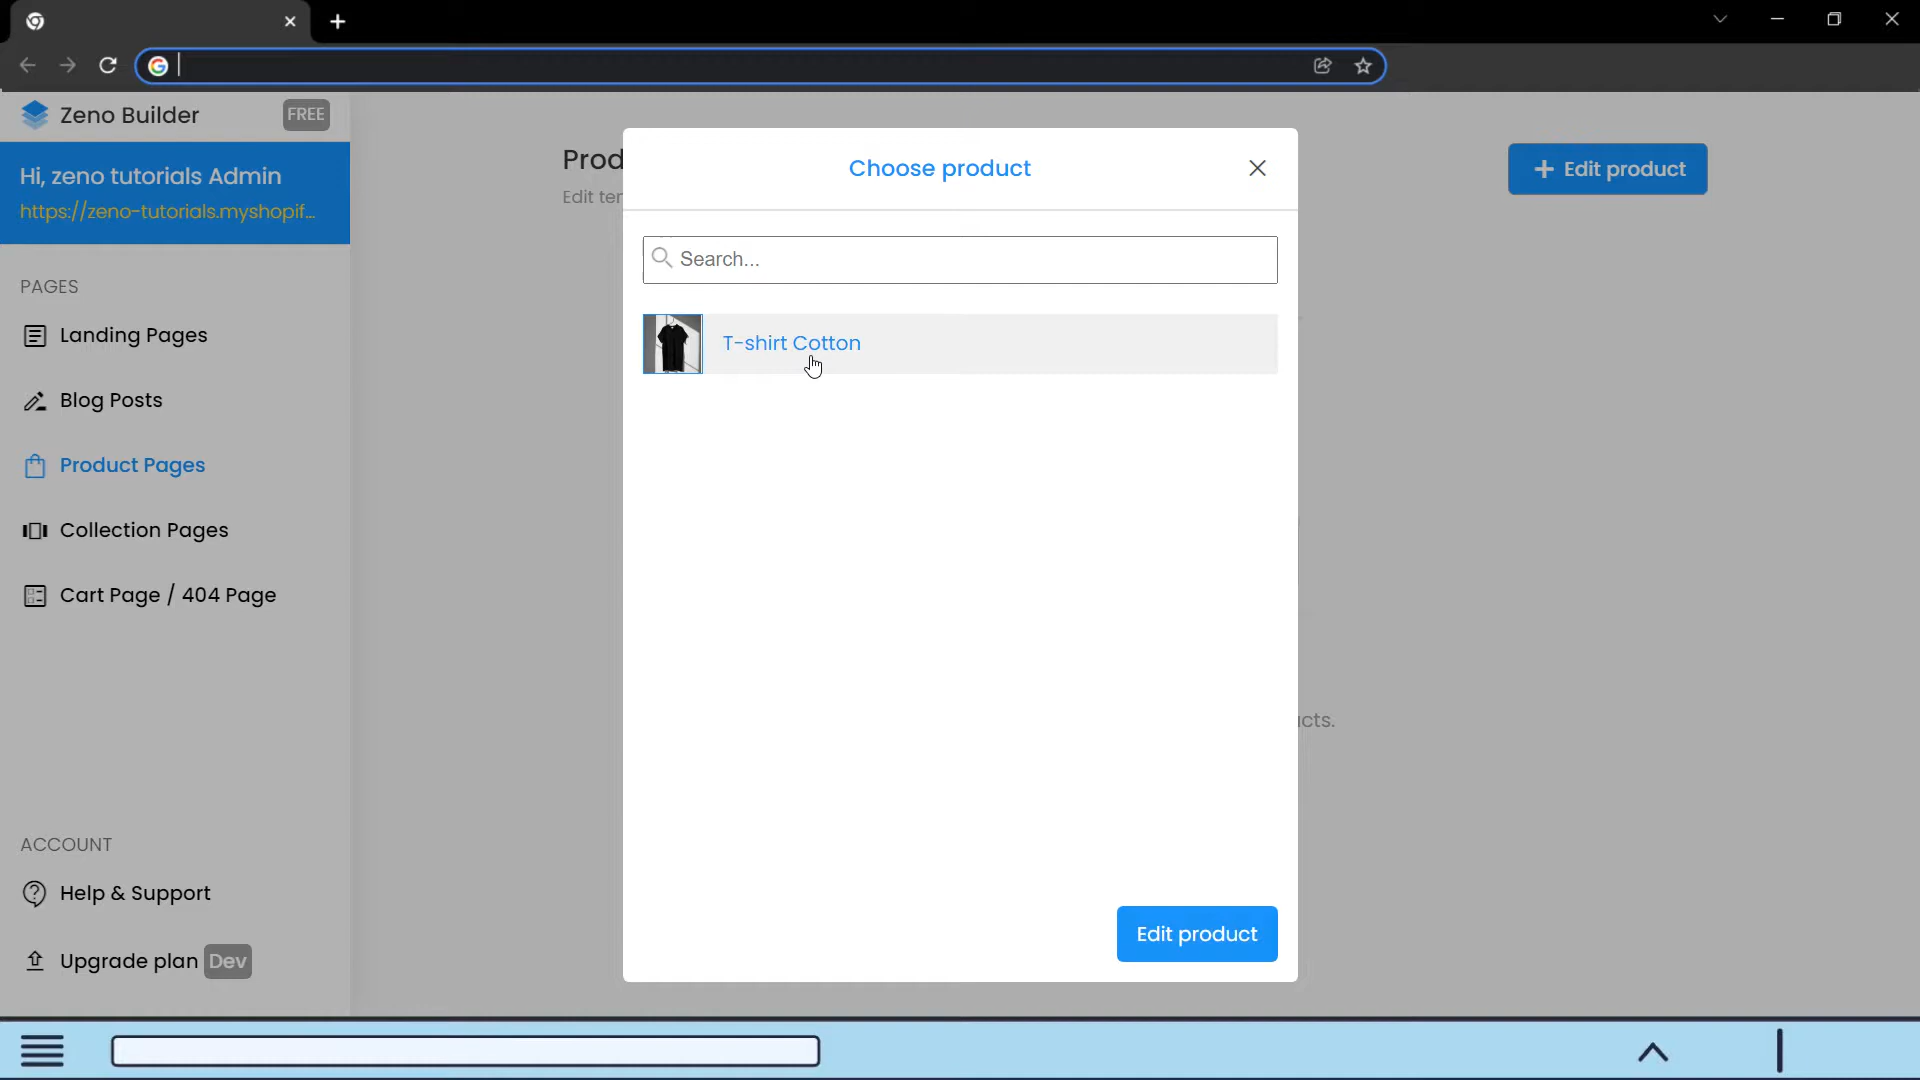 Zeno Builder
FREE
Hi, zeno tutorials Admin
https://zeno-tutorials.myshopif...
PAGES
Landing Pages
Blog Posts
Product Pages
Collection Pages
Cart Page / 404 Page
ACCOUNT
Help & Support
Upgrade plan Dev
Prod
Edit ter
+ Edit product
Choose product
Search...
T-shirt Cotton
Edit product